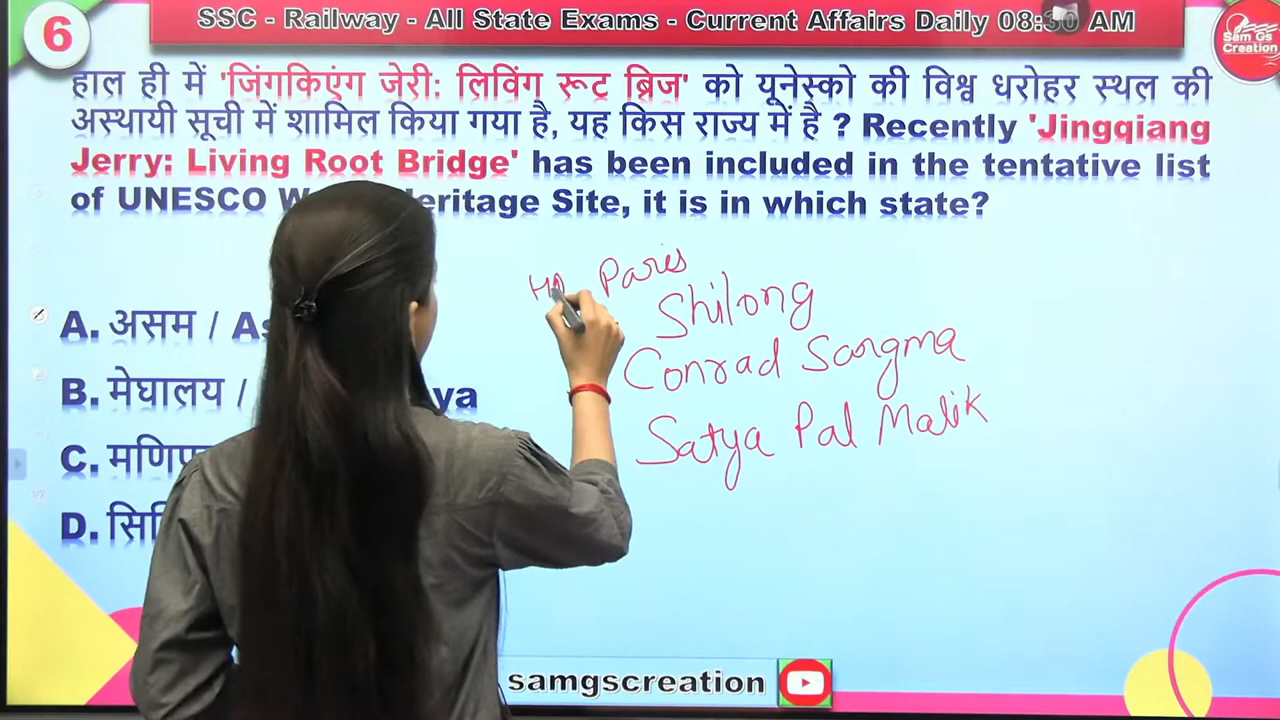 6
SSC - Railway - All State Exams - Current Affairs Daily 08:30 AM
Sam Gs
Creation
हाल ही में 'जिंगकिएंग जेरी: लिविंग रूट ब्रिज' को यूनेस्को की विश्व धरोहर स्थल की
अस्थायी सूची में शामिल किया गया है, यह किस राज्य में है ? Recently 'Jingqiang
Jerry: Living Root Bridge' has been included in the tentative list
of UNESCO eritage Site, it is in which state?
Paris
Shilong
A. असम / As
Conrad Sangma
B. मेघालय / ya
Satya Pal Malik
C. मणिप
D. सि
samgscreation